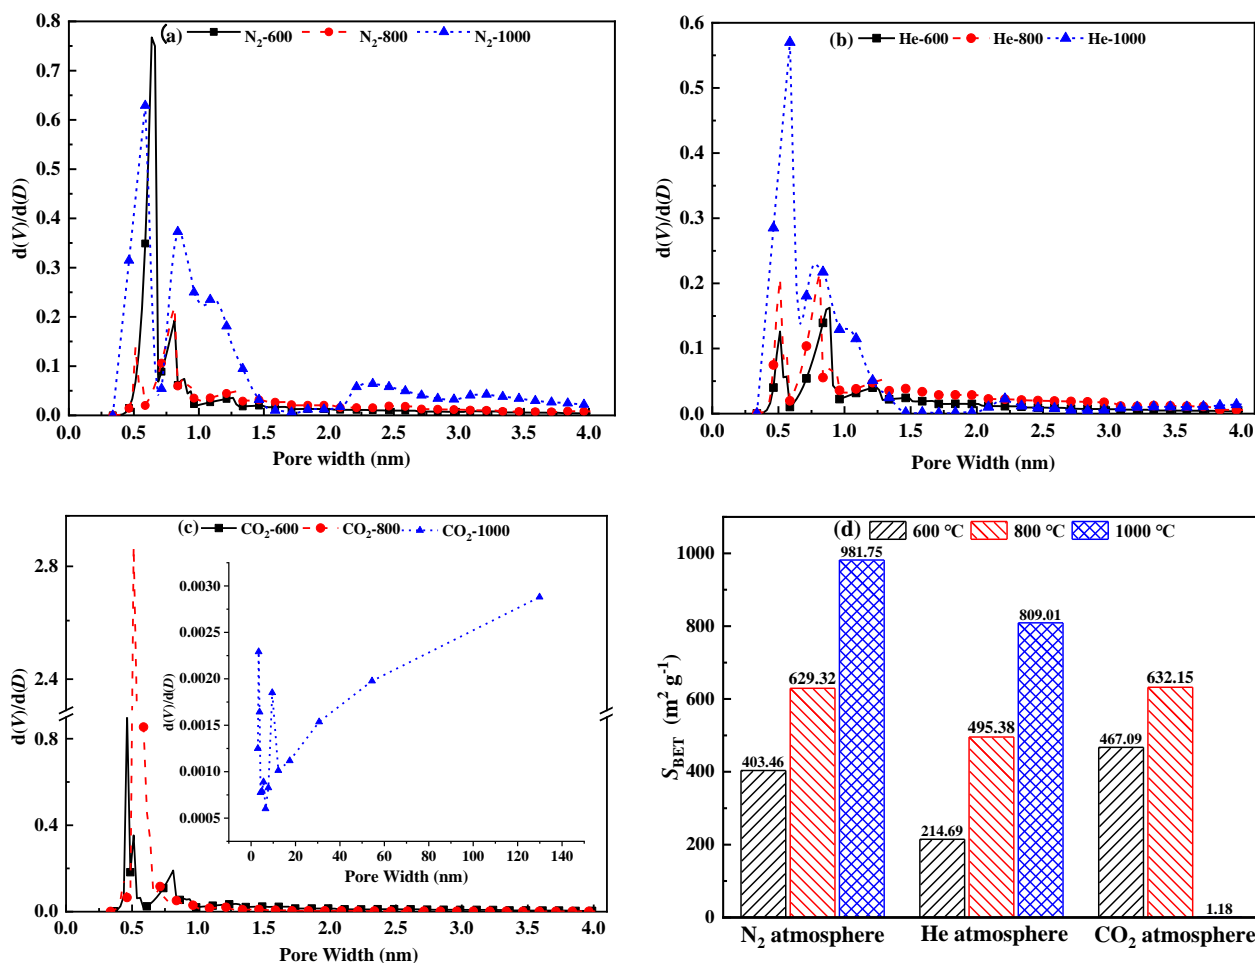 (a)
N₂-600 N₂-800 N₂-1000
d(V)/d(D)
0.8
0.7
0.6
0.5
0.4
0.3
0.2
0.1
0.0
0.0 0.5 1.0 1.5 2.0 2.5 3.0 3.5 4.0
Pore width (nm)
(b)
He-600 He-800 He-1000
d(V)/d(D)
0.6
0.5
0.4
0.3
0.2
0.1
0.0
0.0 0.5 1.0 1.5 2.0 2.5 3.0 3.5 4.0
Pore Width (nm)
(c)
CO₂-600 CO₂-800 CO₂-1000
d(V)/d(D)
2.8
2.4
0.8
0.4
0.0
0.0 0.5 1.0 1.5 2.0 2.5 3.0 3.5 4.0
Pore Width (nm)
d(V)/d(D)
0.0030
0.0025
0.0020
0.0015
0.0010
0.0005
0 20 40 60 80 100 120 140
Pore Width (nm)
(d)
600 °C 800 °C 1000 °C
S_BET (m² g⁻¹)
1000
800
600
400
200
0
403.46 629.32 981.75
214.69 495.38 809.01
467.09 632.15 1.18
N₂ atmosphere He atmosphere CO₂ atmosphere